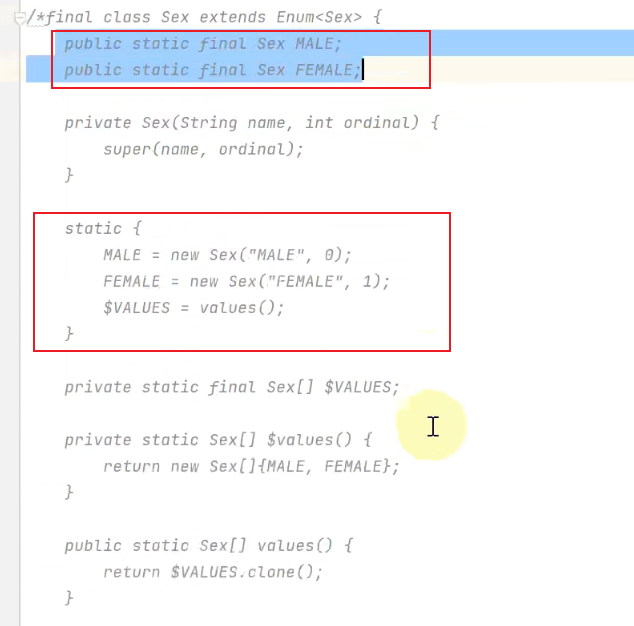 /*final class Sex extends Enum<Sex> {
public static final Sex MALE;
public static final Sex FEMALE;
private Sex(String name, int ordinal) {
super(name, ordinal);
}
static {
MALE = new Sex("MALE", 0);
FEMALE = new Sex("FEMALE", 1);
$VALUES = values();
}
private static final Sex[] $VALUES;
private static Sex[] $values() {
return new Sex[]{MALE, FEMALE};
}
public static Sex[] values() {
return $VALUES.clone();
}